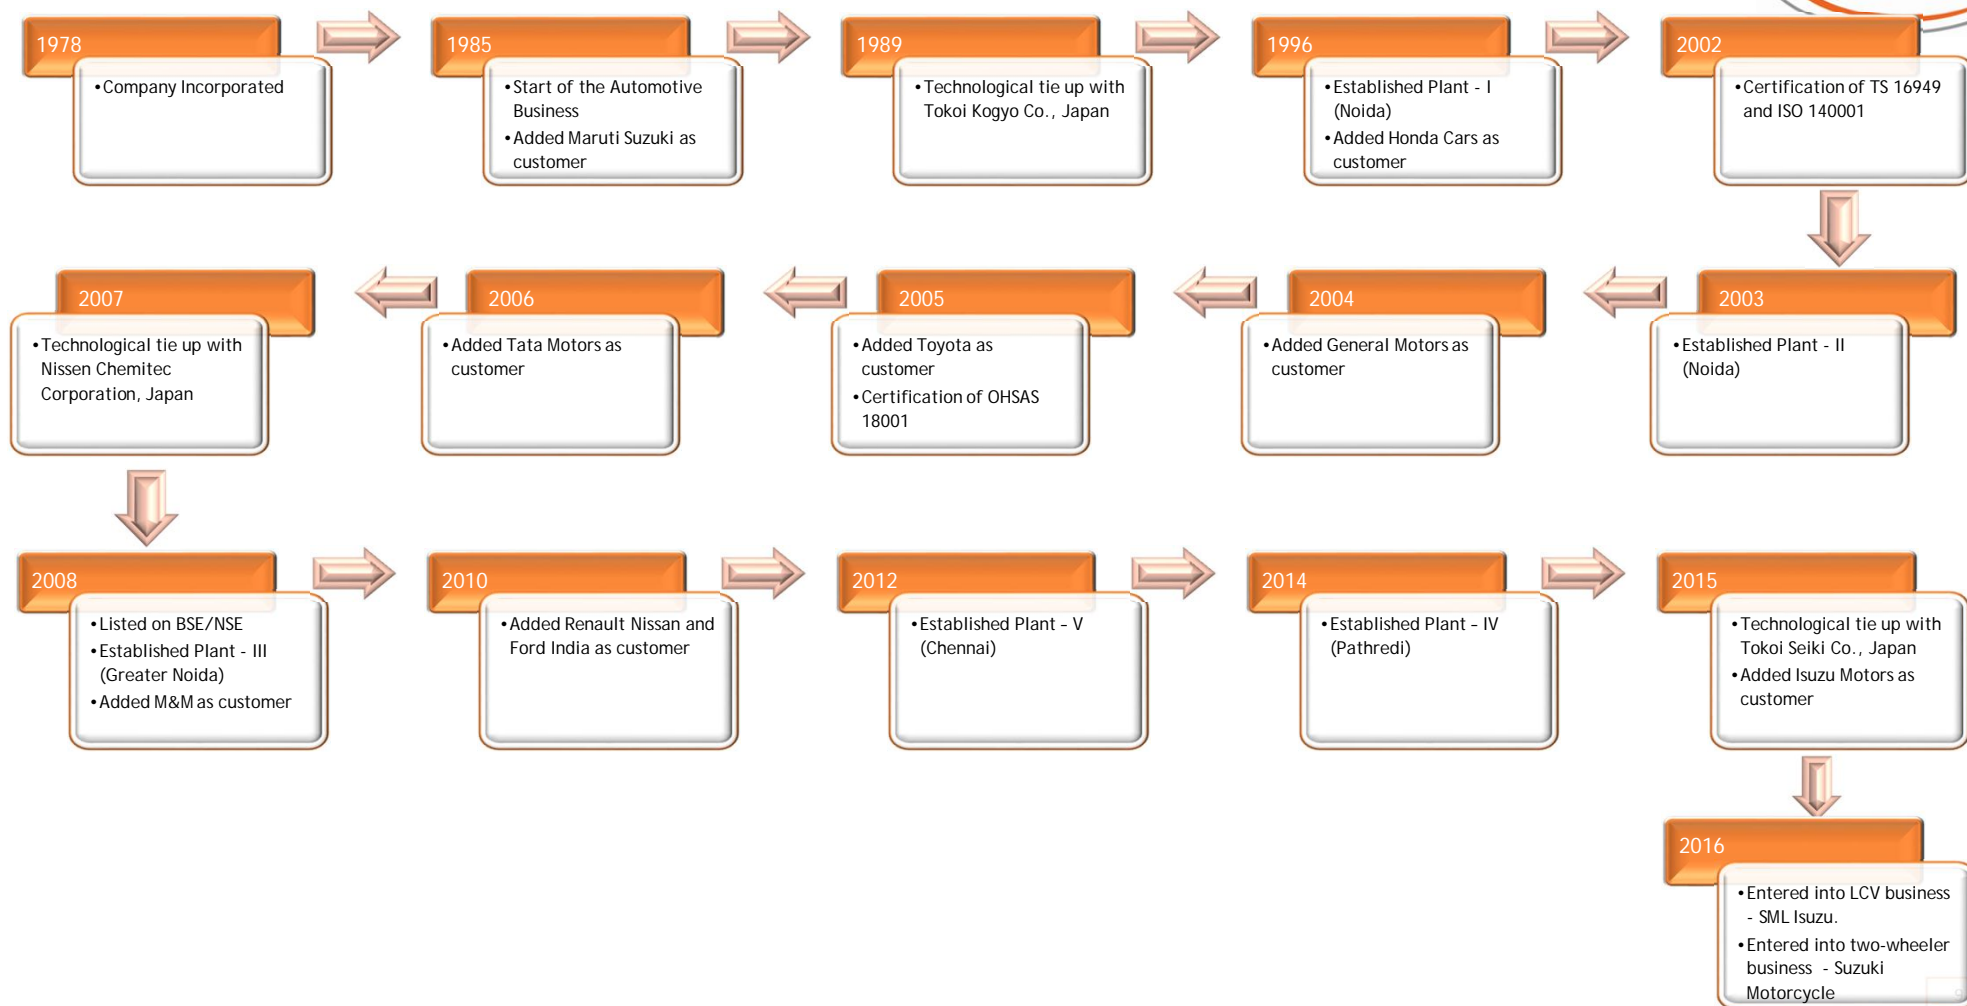 1978
• Company Incorporated
1985
• Start of the Automotive
Business
• Added Maruti Suzuki as
customer
1989
• Technological tie up with
Tokoi Kogyo Co., Japan
1996
• Established Plant - I
(Noida)
• Added Honda Cars as
customer
2002
• Certification of TS 16949
and ISO 140001
2003
• Established Plant - II
(Noida)
2004
• Added General Motors as
customer
2005
• Added Toyota as
customer
• Certification of OHSAS
18001
2006
• Added Tata Motors as
customer
2007
• Technological tie up with
Nissen Chemitec
Corporation, Japan
2008
• Listed on BSE/NSE
• Established Plant - III
(Greater Noida)
• Added M&M as customer
2010
• Added Renault Nissan and
Ford India as customer
2012
• Established Plant – V
(Chennai)
2014
• Established Plant – IV
(Pathredi)
2015
• Technological tie up with
Tokoi Seiki Co., Japan
• Added Isuzu Motors as
customer
2016
• Entered into LCV business
- SML Isuzu.
• Entered into two-wheeler
business - Suzuki
Motorcycle